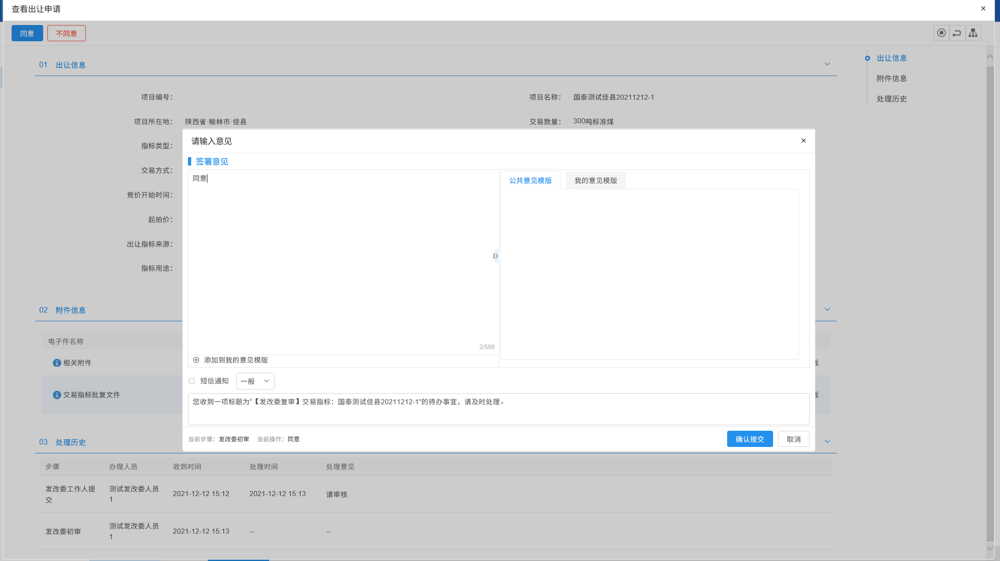 查看出让申请
×
同意
不同意
01 出让信息
出让信息
附件信息
处理历史
项目编号：
项目名称： 国泰测试佳县20211212-1
项目所在地： 陕西省·榆林市·佳县
交易数量： 300吨标准煤
指标类型：
交易方式：
竞价开始时间：
起拍价：
出让指标来源：
指标用途：
请输入意见
×
签署意见
同意
公共意见模版
我的意见模版
2/500
添加到我的意见模版
短信通知
一般
您收到一项标题为“【发改委复审】交易指标：国泰测试佳县20211212-1”的待办事宜，请及时处理。
当前步骤：发改委初审 当前操作：同意
确认提交
取消
02 附件信息
电子件名称
相关附件
交易指标批复文件
03 处理历史
步骤 办理人员 收到时间 处理时间 处理意见
发改委工作人提交 测试发改委人员1 2021-12-12 15:12 2021-12-12 15:13 请审核
发改委初审 测试发改委人员1 2021-12-12 15:13 -- --